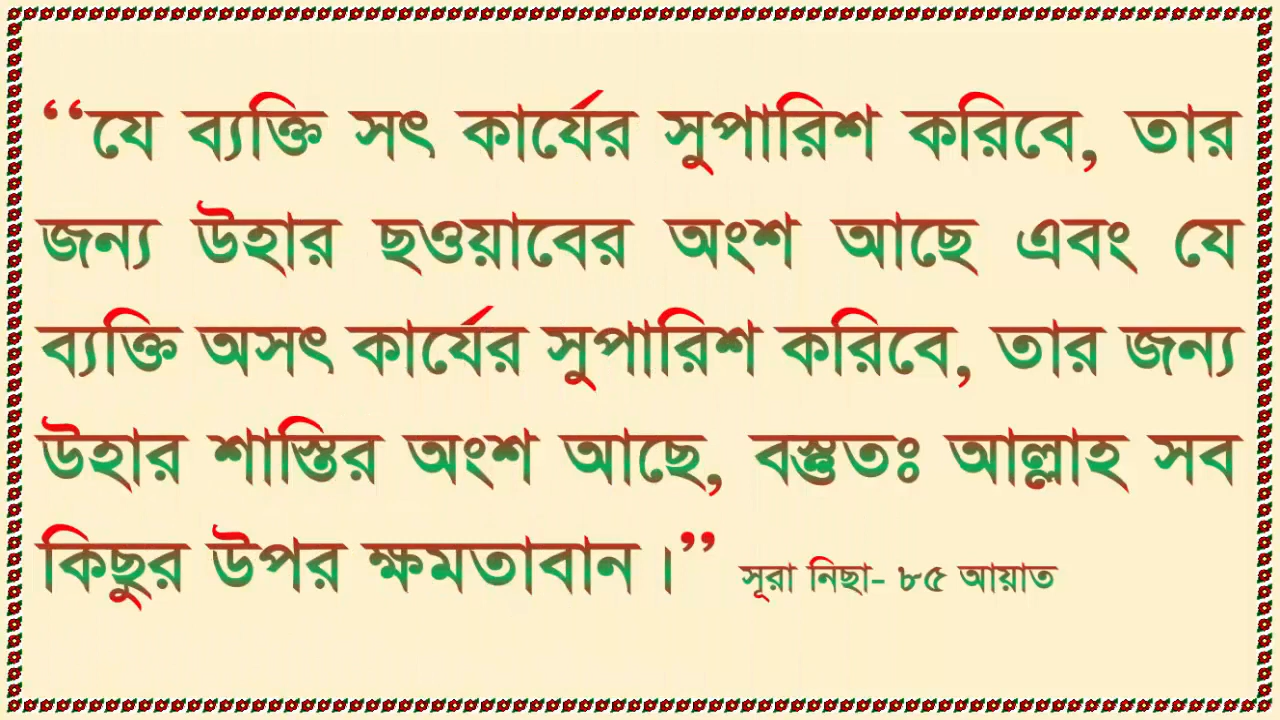 ‘‘যে ব্যক্তি সৎ কার্যের সুপারিশ করিবে, তার
জন্য উহার ছওয়াবের অংশ আছে এবং যে
ব্যক্তি অসৎ কার্যের সুপারিশ করিবে, তার জন্য
উহার শাস্তির অংশ আছে, বস্তুতঃ আল্লাহ সব
কিছুর উপর ক্ষমতাবান।’’ সূরা নিছা- ৮৫ আয়াত